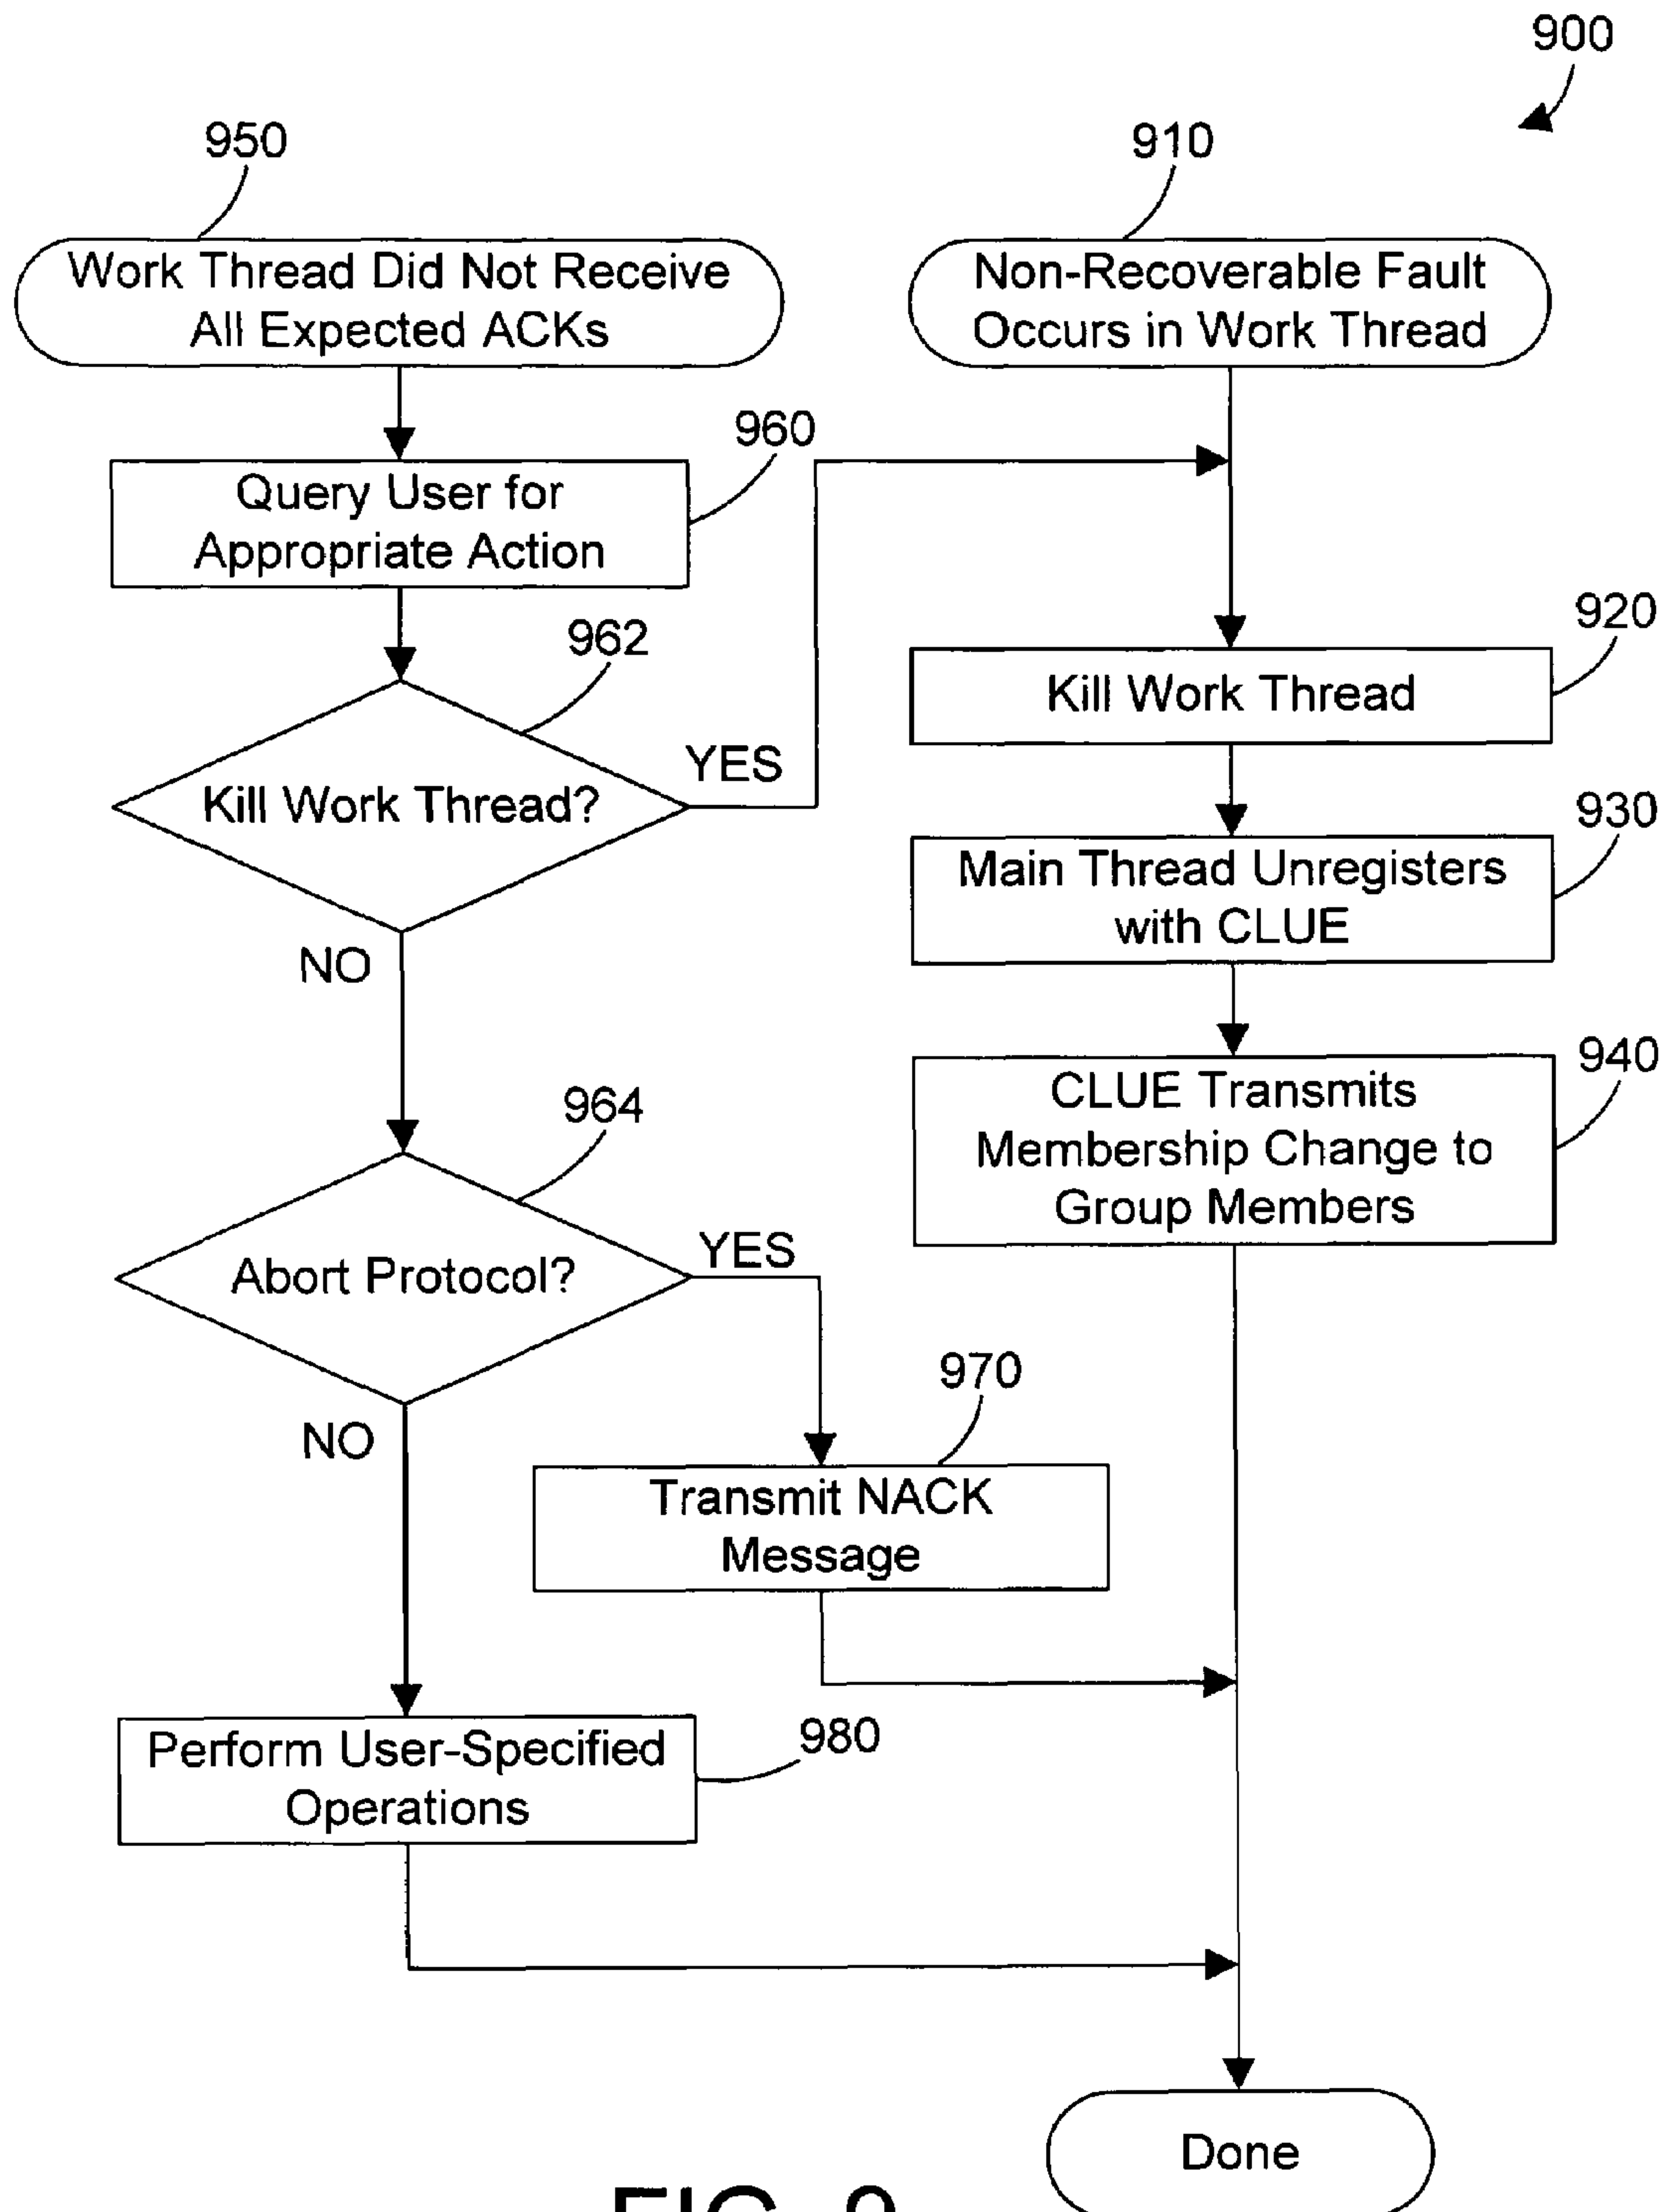 900
950
910
Work Thread Did Not Receive
All Expected ACKs
Non-Recoverable Fault
Occurs in Work Thread
960
Query User for
Appropriate Action
962
920
Kill Work Thread
YES
Kill Work Thread?
930
Main Thread Unregisters
with CLUE
NO
940
CLUE Transmits
Membership Change to
Group Members
964
YES
Abort Protocol?
970
NO
Transmit NACK
Message
980
Perform User-Specified
Operations
Done
FIG. 9